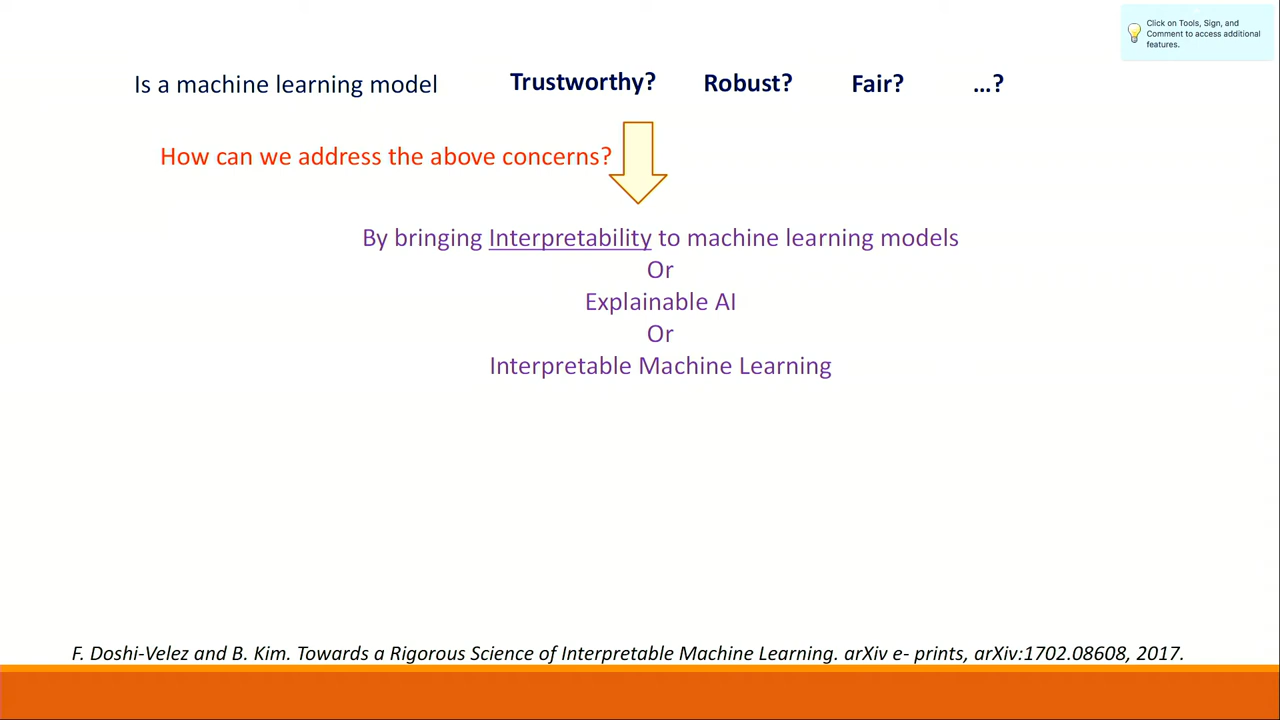 Click on Tools, Sign, and
Comment to access additional
features.
Is a machine learning model Trustworthy? Robust? Fair? ...?
How can we address the above concerns?
By bringing Interpretability to machine learning models
Or
Explainable AI
Or
Interpretable Machine Learning
F. Doshi-Velez and B. Kim. Towards a Rigorous Science of Interpretable Machine Learning. arXiv e- prints, arXiv:1702.08608, 2017.